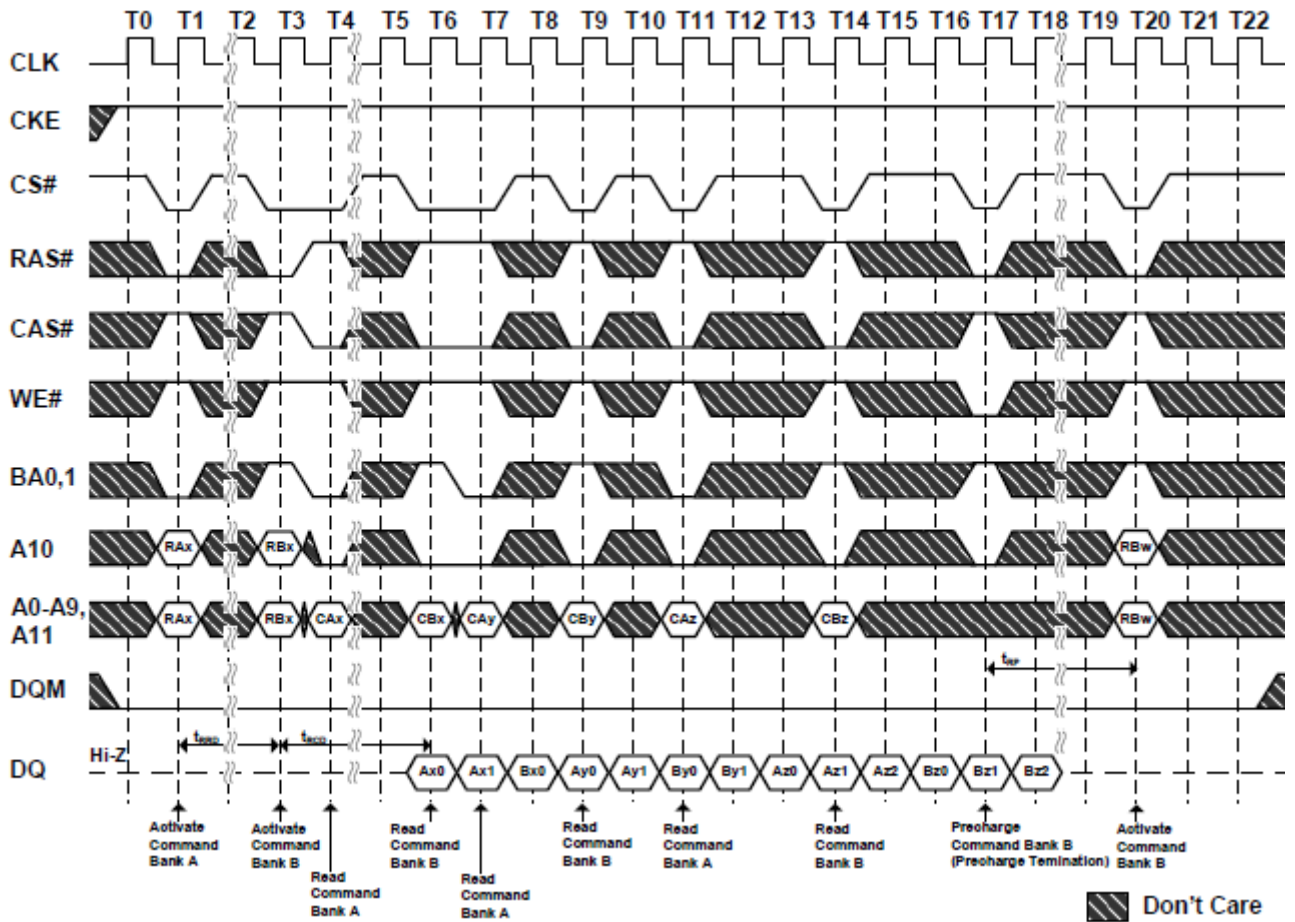 T0 T1 T2 T3 T4 T5 T6 T7 T8 T9 T10 T11 T12 T13 T14 T15 T16 T17 T18 T19 T20 T21 T22
CLK
CKE
CS#
RAS#
CAS#
WE#
BA0,1
A10 RAx RBx RBw
A0-A9,
A11 RAx RBx CAx CBx CAy CBy CAz CBz RBw
tRP
DQM
tRRD tRCD
Hi-Z
DQ Ax0 Ax1 Bx0 Ay0 Ay1 By0 By1 Az0 Az1 Az2 Bz0 Bz1 Bz2
Activate
Command
Bank A
Activate
Command
Bank B
Read
Command
Bank A
Read
Command
Bank B
Read
Command
Bank A
Read
Command
Bank B
Read
Command
Bank A
Read
Command
Bank B
Precharge
Command Bank B
(Precharge Temination)
Activate
Command
Bank B
Don't Care